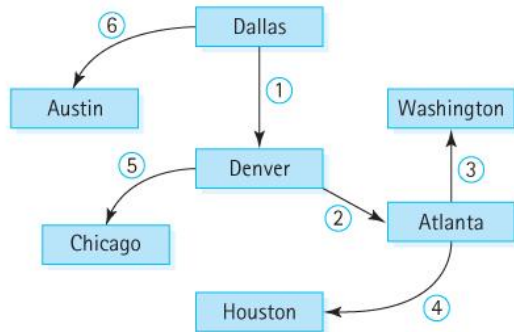 6
Dallas
Austin
1
Washington
5
Denver
3
2
Atlanta
Chicago
4
Houston